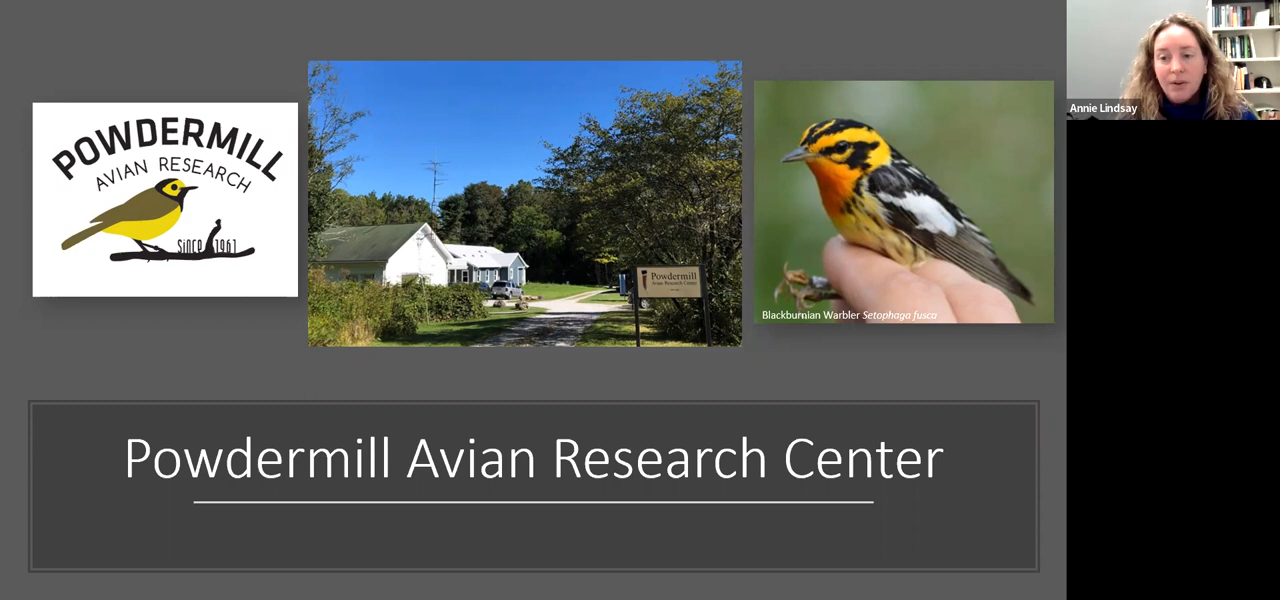 POWDERMILL
AVIAN RESEARCH
since 1961
Powdermill
Avian Research Center
Blackburnian Warbler Setophaga fusca
Annie Lindsay
Powdermill Avian Research Center